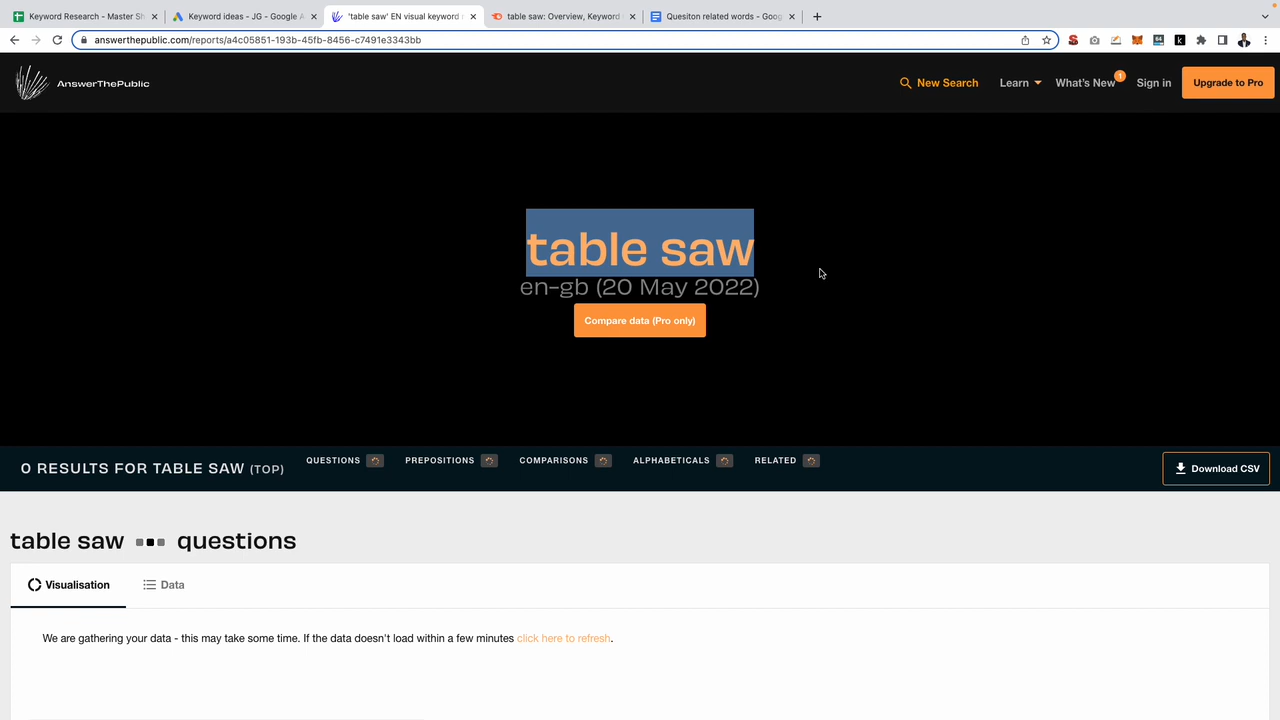 Keyword Research - Master Sh
Keyword ideas - JG - Google A
'table saw' EN visual keyword
table saw: Overview, Keyword
Quesiton related words - Goog
answerthepublic.com/reports/a4c05851-193b-45fb-8456-c7491e3343bb
AnswerThePublic
New Search
Learn
What's New
1
Sign in
Upgrade to Pro
table saw
en-gb (20 May 2022)
Compare data (Pro only)
0 RESULTS FOR TABLE SAW (TOP)
QUESTIONS
PREPOSITIONS
COMPARISONS
ALPHABETICALS
RELATED
Download CSV
table saw questions
Visualisation
Data
We are gathering your data - this may take some time. If the data doesn't load within a few minutes click here to refresh.